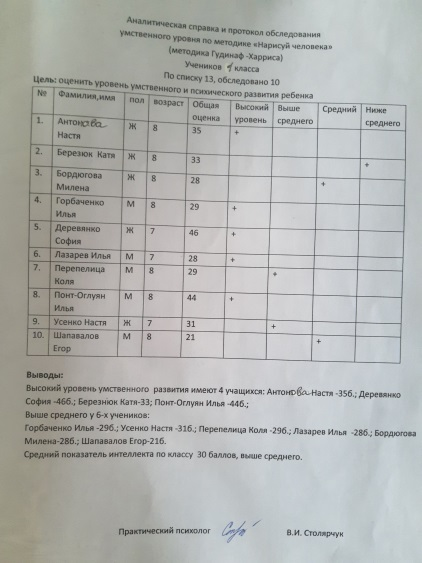 Аналитическая справка и протокол обследования
умственного уровня по методике «Нарисуй человека»
(методика Гудинаф -Харриса)
Учеников 1 класса
По списку 13, обследовано 10
Цель: оценить уровень умственного и психического развития ребенка
№ Фамилия,имя пол возраст Общая оценка Высокий уровень Выше среднего Средний Ниже среднего
1. Антонова Настя Ж 8 35 +
2. Березюк Катя Ж 8 33 +
3. Бордюгова Милена Ж 8 28 +
4. Горбаченко Илья М 8 29 +
5. Деревянко София Ж 7 46 +
6. Лазарев Илья М 7 28 +
7. Перепелица Коля М 8 29 +
8. Понт-Оглуян Илья М 8 44 +
9. Усенко Настя Ж 7 31 +
10. Шапавалов Егор М 8 21 +
Выводы:
Высокий уровень умственного развития имеют 4 учащихся: Антонова Настя -35б.; Деревянко
София -46б.; Березнюк Катя-33; Понт-Оглуян Илья -44б.;
Выше среднего у 6-х учеников:
Горбаченко Илья -29б.; Усенко Настя -31б.; Перепелица Коля -29б.; Лазарев Илья -28б.; Бордюгова
Милена-28б.; Шапавалов Егор-21б.
Средний показатель интеллекта по классу 30 баллов, выше среднего.
Практический психолог В.И. Столярчук